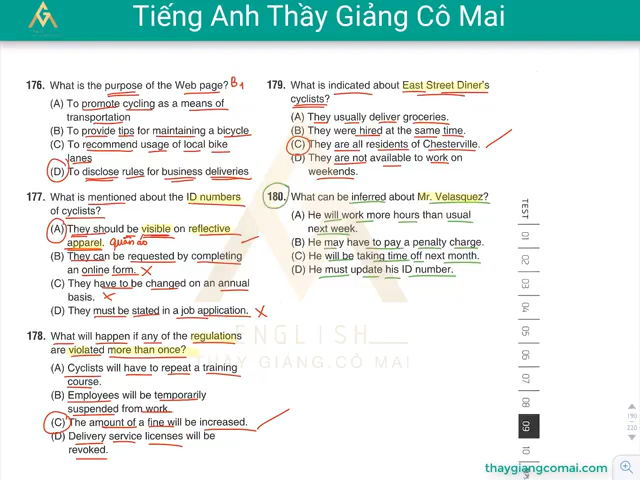 Tiếng Anh Thầy Giảng Cô Mai
176. What is the purpose of the Web page? B1
(A) To promote cycling as a means of
transportation
(B) To provide tips for maintaining a bicycle
(C) To recommend usage of local bike
lanes
(D) To disclose rules for business deliveries
177. What is mentioned about the ID numbers
of cyclists?
(A) They should be visible on reflective
apparel. quần áo
(B) They can be requested by completing
an online form. X
(C) They have to be changed on an annual
basis. X
(D) They must be stated in a job application. X
178. What will happen if any of the regulations
are violated more than once?
(A) Cyclists will have to repeat a training
course.
(B) Employees will be temporarily
suspended from work.
(C) The amount of a fine will be increased.
(D) Delivery service licenses will be
revoked.
179. What is indicated about East Street Diner's
cyclists?
(A) They usually deliver groceries.
(B) They were hired at the same time.
(C) They are all residents of Chesterville.
(D) They are not available to work on
weekends.
180. What can be inferred about Mr. Velasquez?
(A) He will work more hours than usual
next week.
(B) He may have to pay a penalty charge.
(C) He will be taking time off next month.
(D) He must update his ID number.
ENGLISH
THẦY GIẢNG.CÔ MAI
TEST
01
02
03
04
05
06
07
08
09
10
190
220
thaygiangcomai.com